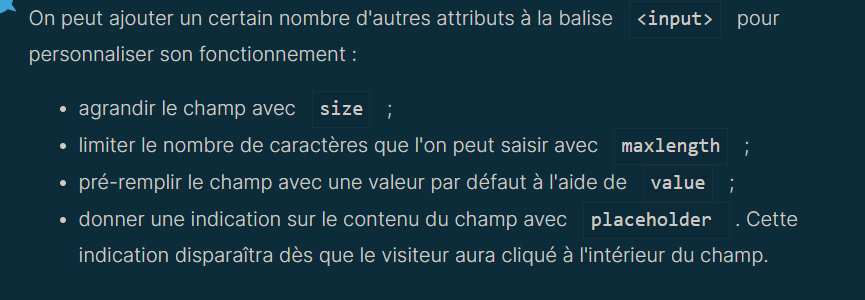 On peut ajouter un certain nombre d'autres attributs à la balise <input> pour
personnaliser son fonctionnement :
• agrandir le champ avec size ;
• limiter le nombre de caractères que l'on peut saisir avec maxlength ;
• pré-remplir le champ avec une valeur par défaut à l'aide de value ;
• donner une indication sur le contenu du champ avec placeholder . Cette
indication disparaîtra dès que le visiteur aura cliqué à l'intérieur du champ.